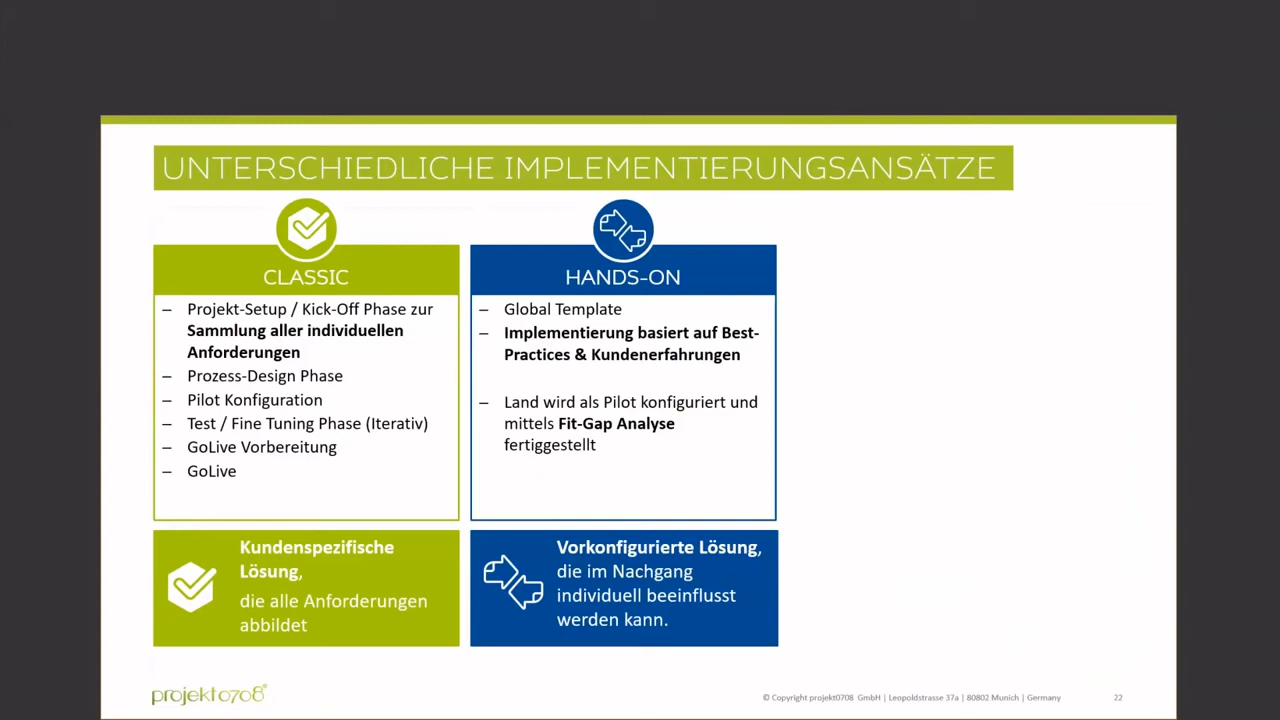 UNTERSCHIEDLICHE IMPLEMENTIERUNGSANSÄTZE
CLASSIC
– Projekt-Setup / Kick-Off Phase zur
Sammlung aller individuellen
Anforderungen
– Prozess-Design Phase
– Pilot Konfiguration
– Test / Fine Tuning Phase (Iterativ)
– GoLive Vorbereitung
– GoLive
Kundenspezifische
Lösung,
die alle Anforderungen
abbildet
HANDS-ON
– Global Template
– Implementierung basiert auf Best-
Practices & Kundenerfahrungen
– Land wird als Pilot konfiguriert und
mittels Fit-Gap Analyse
fertiggestellt
Vorkonfigurierte Lösung,
die im Nachgang
individuell beeinflusst
werden kann.
projekt0708®
© Copyright projekt0708 GmbH | Leopoldstrasse 37a | 80802 Munich | Germany
22